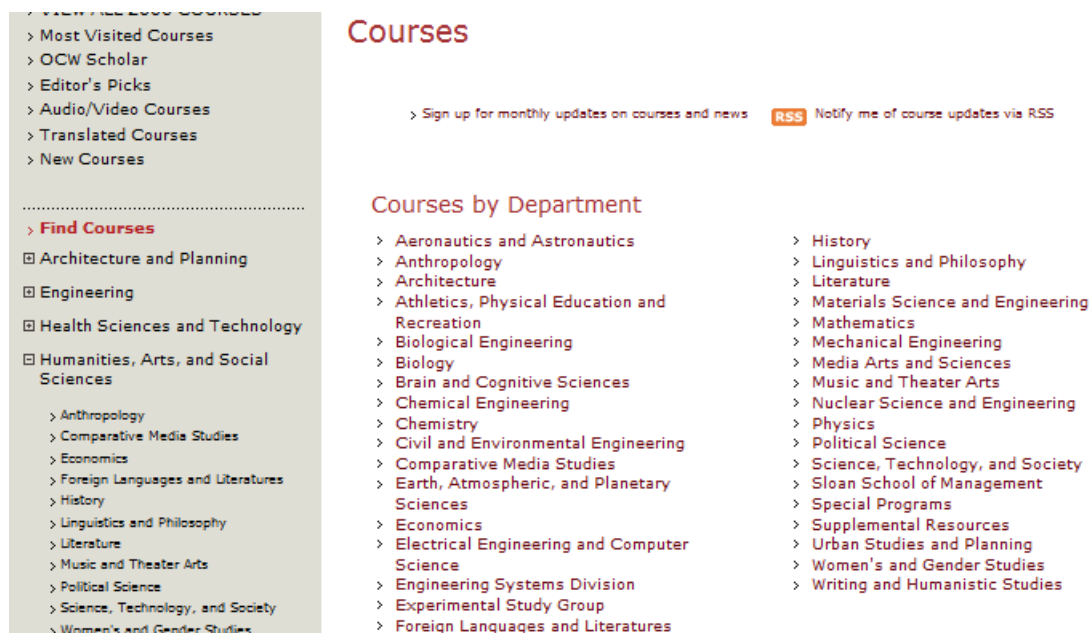 > VIEW ALL 2000 COURSES
> Most Visited Courses
> OCW Scholar
> Editor's Picks
> Audio/Video Courses
> Translated Courses
> New Courses
> Find Courses
Architecture and Planning
Engineering
Health Sciences and Technology
Humanities, Arts, and Social
Sciences
> Anthropology
> Comparative Media Studies
> Economics
> Foreign Languages and Literatures
> History
> Linguistics and Philosophy
> Literature
> Music and Theater Arts
> Political Science
> Science, Technology, and Society
> Women's and Gender Studies
Courses
> Sign up for monthly updates on courses and news
RSS Notify me of course updates via RSS
Courses by Department
> Aeronautics and Astronautics
> Anthropology
> Architecture
> Athletics, Physical Education and
Recreation
> Biological Engineering
> Biology
> Brain and Cognitive Sciences
> Chemical Engineering
> Chemistry
> Civil and Environmental Engineering
> Comparative Media Studies
> Earth, Atmospheric, and Planetary
Sciences
> Economics
> Electrical Engineering and Computer
Science
> Engineering Systems Division
> Experimental Study Group
> Foreign Languages and Literatures
> History
> Linguistics and Philosophy
> Literature
> Materials Science and Engineering
> Mathematics
> Mechanical Engineering
> Media Arts and Sciences
> Music and Theater Arts
> Nuclear Science and Engineering
> Physics
> Political Science
> Science, Technology, and Society
> Sloan School of Management
> Special Programs
> Supplemental Resources
> Urban Studies and Planning
> Women's and Gender Studies
> Writing and Humanistic Studies